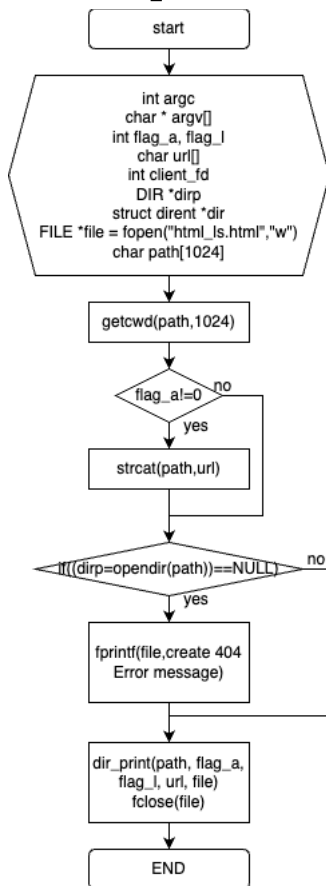 start
int argc
char * argv[]
int flag_a, flag_l
char url[]
int client_fd
DIR *dirp
struct dirent *dir
FILE *file = fopen("html_ls.html","w")
char path[1024]
getcwd(path,1024)
flag_a!=0
no
yes
strcat(path,url)
if((dirp=opendir(path))==NULL)
no
yes
fprintf(file,create 404
Error message)
dir_print(path, flag_a,
flag_l, url, file)
fclose(file)
END